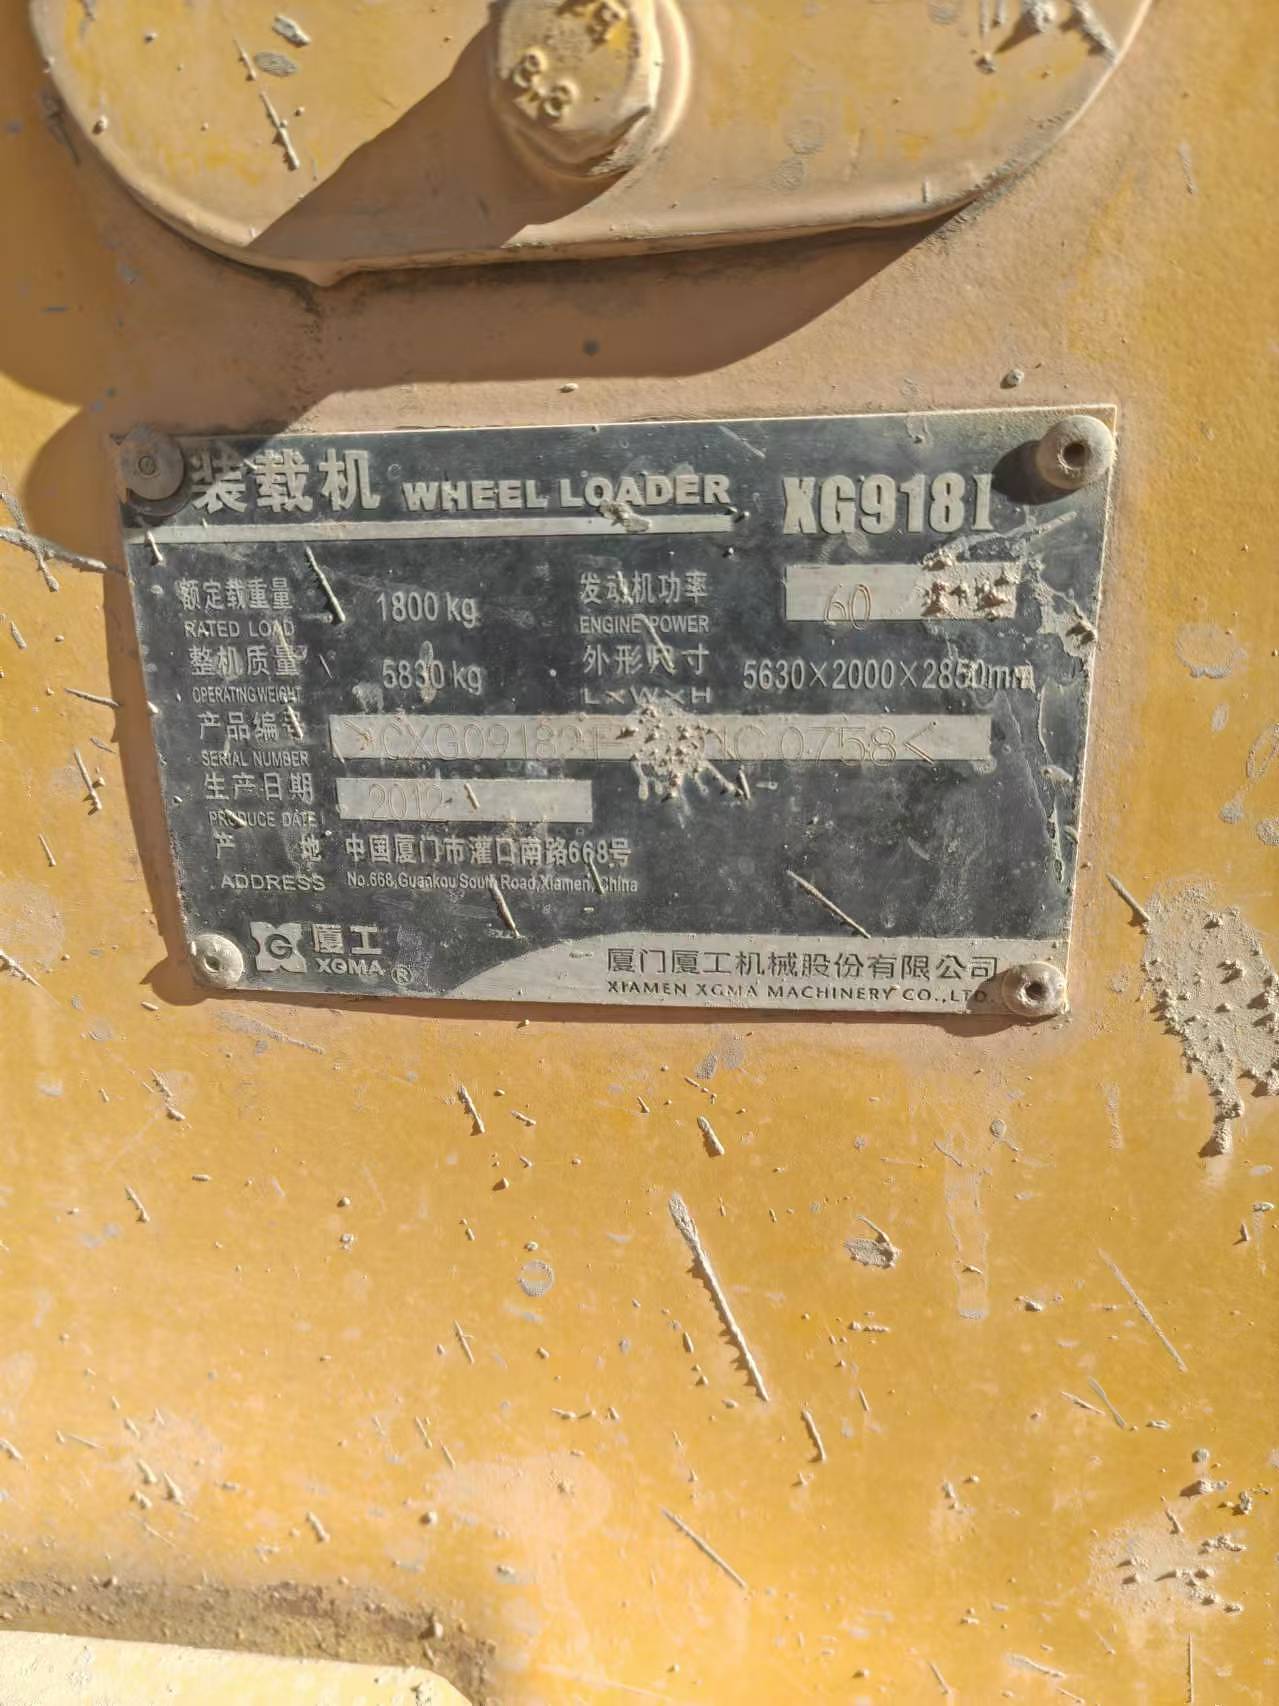 装载机 WHEEL LOADER XG918I
额定载重量 1800 kg 发动机功率 60
RATED LOAD ENGINE POWER
整机质量 5830 kg 外形尺寸 5630×2000×2850mm
OPERATING WEIGHT L×W×H
产品编号
SERIAL NUMBER
生产日期 2012
PRODUCE DATE
产 地 中国厦门市灌口南路668号
ADDRESS No.668,Guankou South Road,Xiamen,China
厦工
XGMA ®
厦门厦工机械股份有限公司
XIAMEN XGMA MACHINERY CO.,LTD.
8.8